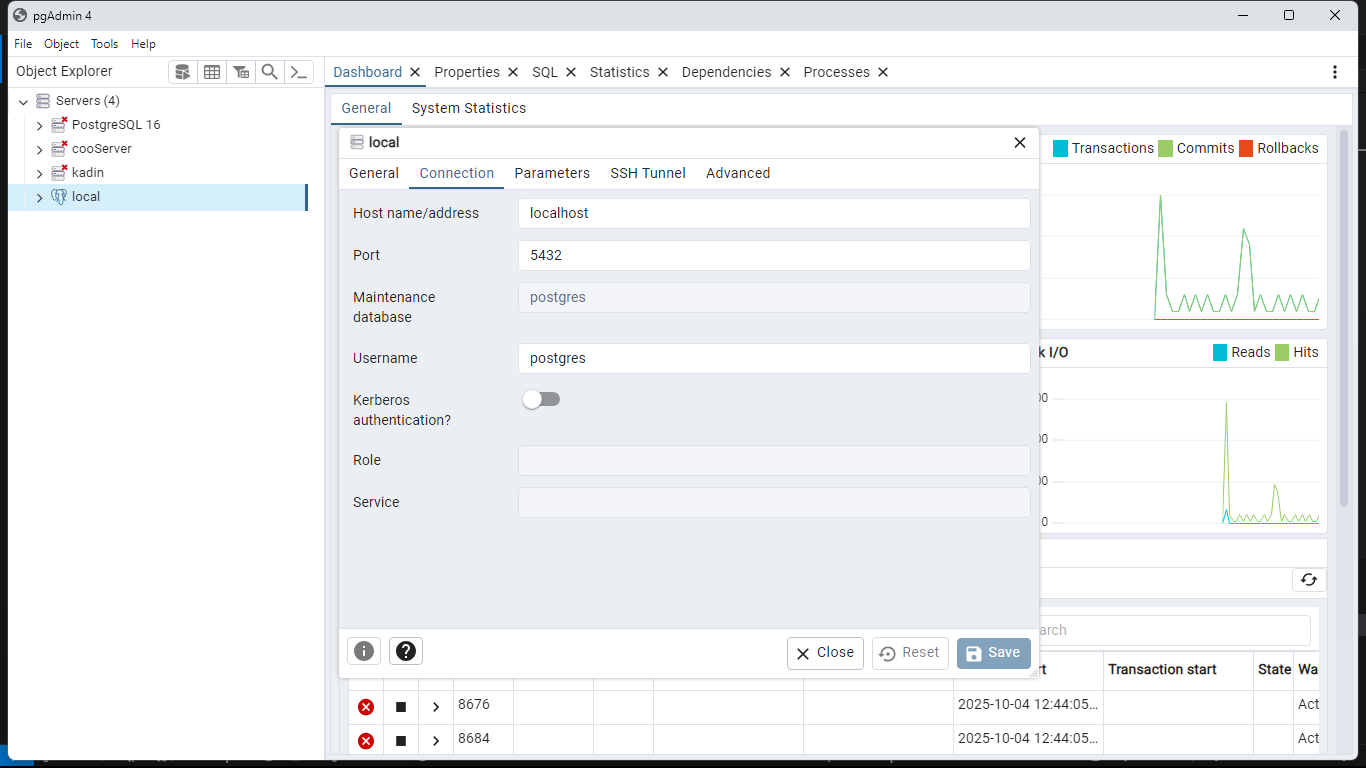 pgAdmin 4
File Object Tools Help
Object Explorer
Dashboard Properties SQL Statistics Dependencies Processes
Servers (4)
PostgreSQL 16
cooServer
kadin
local
General System Statistics
Transactions Commits Rollbacks
local
General Connection Parameters SSH Tunnel Advanced
Host name/address localhost
Port 5432
Maintenance
database
postgres
Username postgres
Kerberos
authentication?
Role
Service
k I/O Reads Hits
00
00
00
0
arch
Close Reset Save
rt Transaction start State Wa
8676 2025-10-04 12:44:05... Act
8684 2025-10-04 12:44:05... Act